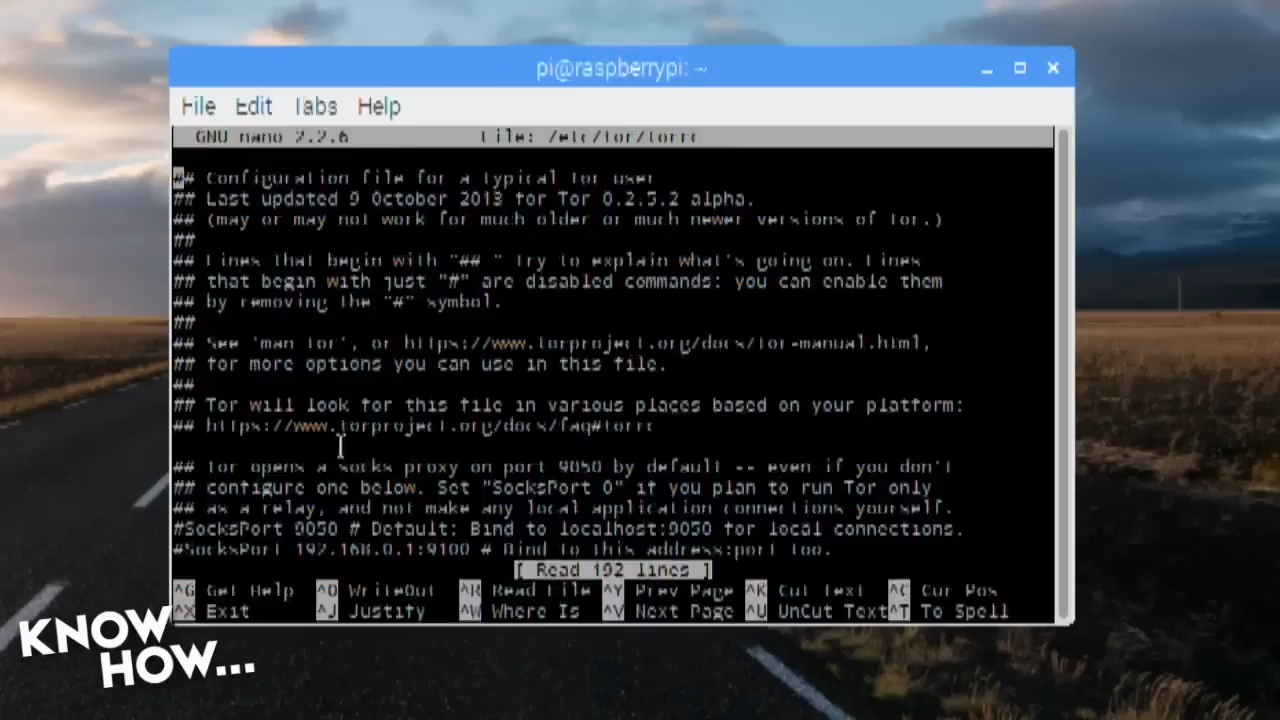 pi@raspberrypi: ~
File Edit Tabs Help
GNU nano 2.2.6 File: /etc/tor/torrc
## Configuration file for a typical Tor user
## Last updated 9 October 2013 for Tor 0.2.5.2 alpha.
## (may or may not work for much older or much newer versions of Tor.)
##
## Lines that begin with "## " try to explain what's going on. Lines
## that begin with just "#" are disabled commands: you can enable them
## by removing the "#" symbol.
##
## See 'man tor', or https://www.torproject.org/docs/tor-manual.html,
## for more options you can use in this file.
##
## Tor will look for this file in various places based on your platform:
## https://www.torproject.org/docs/faq#torrc
## Tor opens a socks proxy on port 9050 by default -- even if you don't
## configure one below. Set "SocksPort 0" if you plan to run Tor only
## as a relay, and not make any local application connections yourself.
#SocksPort 9050 # Default: Bind to localhost:9050 for local connections.
#SocksPort 192.168.0.1:9100 # Bind to this address:port too.
[ Read 192 lines ]
^G Get Help ^O WriteOut ^R Read File ^Y Prev Page ^K Cut Text ^C Cur Pos
^X Exit ^J Justify ^W Where Is ^V Next Page ^U UnCut Text ^T To Spell
KNOW
HOW...